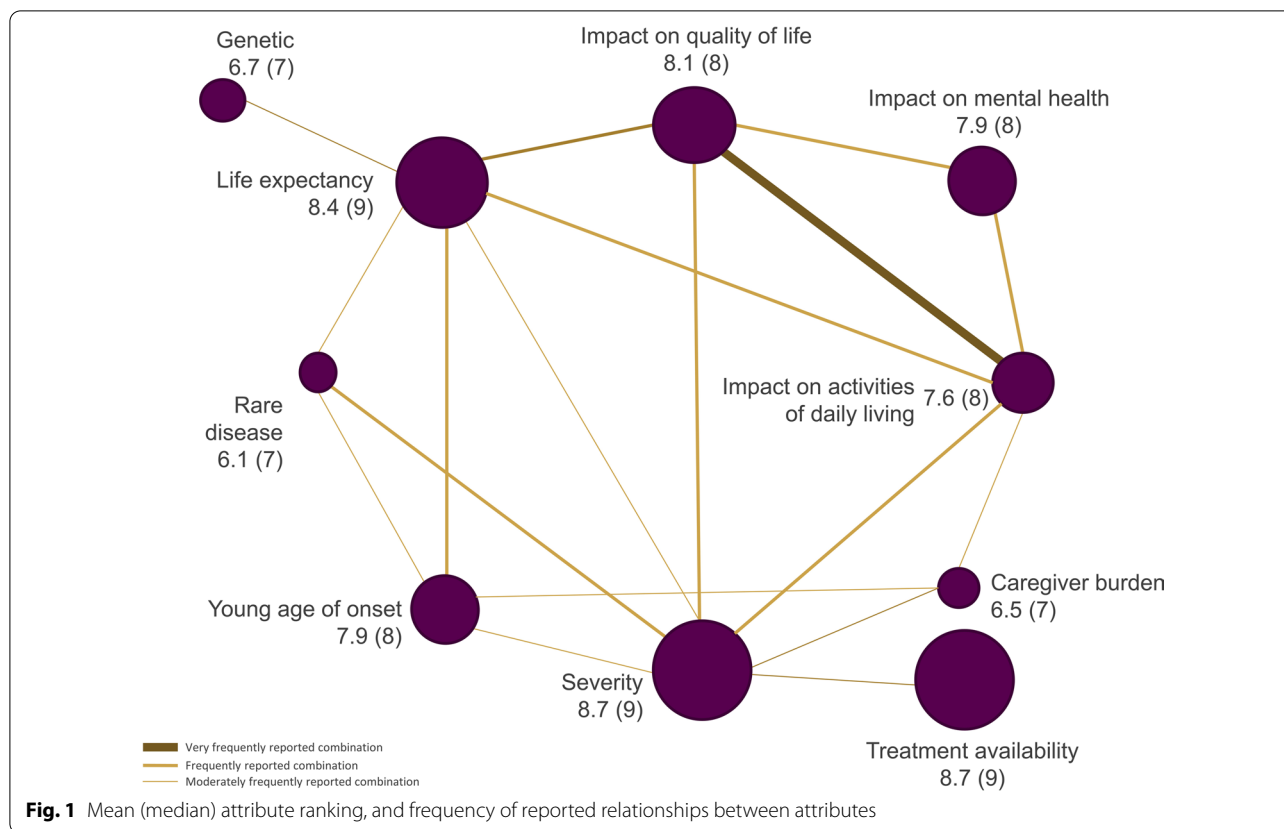 Genetic
6.7 (7)
Impact on quality of life
8.1 (8)
Impact on mental health
7.9 (8)
Life expectancy
8.4 (9)
Rare
disease
6.1 (7)
Impact on activities
of daily living
7.6 (8)
Young age of onset
7.9 (8)
Caregiver burden
6.5 (7)
Severity
8.7 (9)
Treatment availability
8.7 (9)
Very frequently reported combination
Frequently reported combination
Moderately frequently reported combination
Fig. 1 Mean (median) attribute ranking, and frequency of reported relationships between attributes